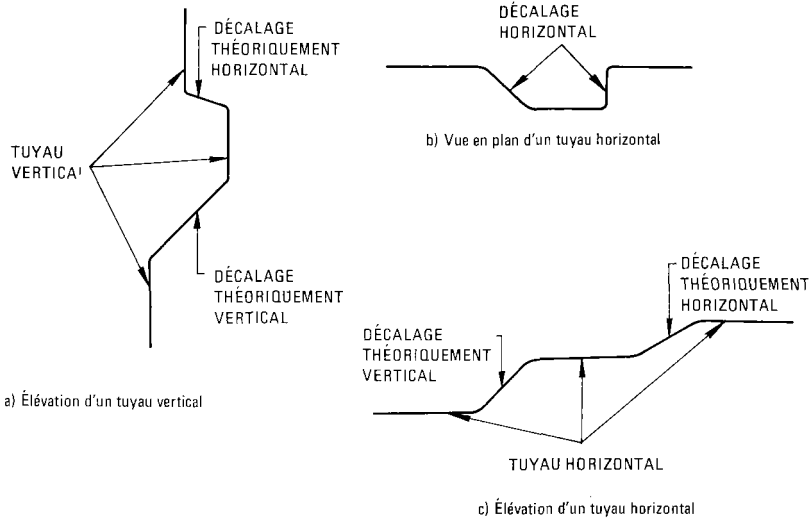 DÉCALAGE
THÉORIQUEMENT
HORIZONTAL
TUYAU
VERTICAL
DÉCALAGE
THÉORIQUEMENT
VERTICAL
a) Élévation d'un tuyau vertical
DÉCALAGE
HORIZONTAL
b) Vue en plan d'un tuyau horizontal
DÉCALAGE
THÉORIQUEMENT
HORIZONTAL
DÉCALAGE
THÉORIQUEMENT
VERTICAL
TUYAU HORIZONTAL
c) Élévation d'un tuyau horizontal